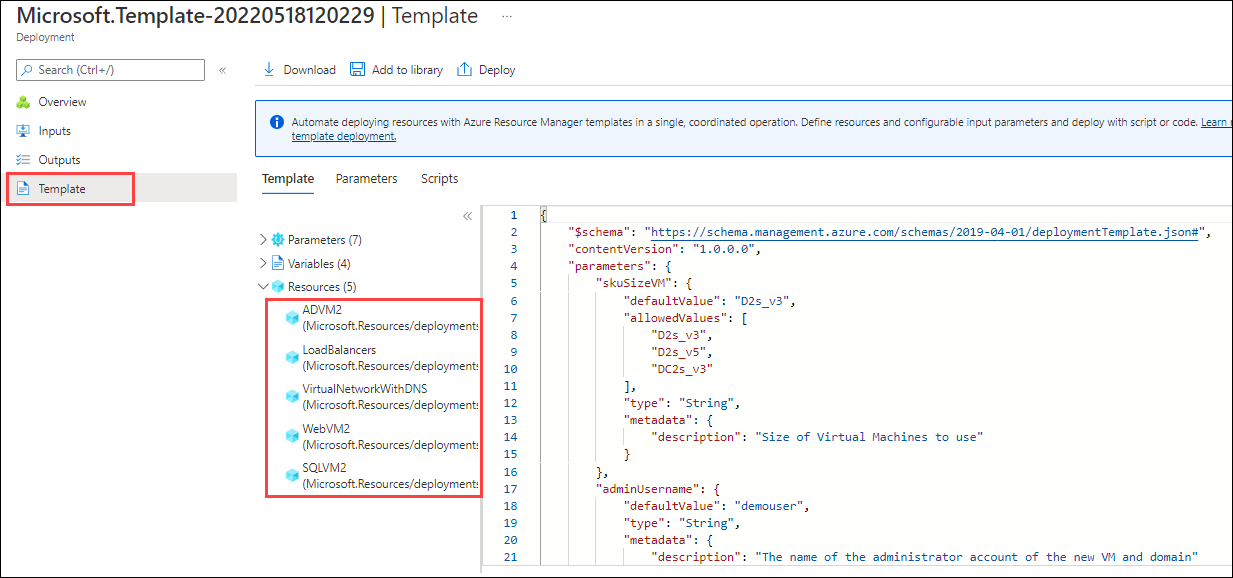 Microsoft.Template-20220518120229 | Template ...
Deployment
Search (Ctrl+/)
«
Overview
Inputs
Outputs
Template
Download
Add to library
Deploy
Automate deploying resources with Azure Resource Manager templates in a single, coordinated operation. Define resources and configurable input parameters and deploy with script or code. Learn
template deployment.
Template
Parameters
Scripts
«
Parameters (7)
Variables (4)
Resources (5)
ADVM2
(Microsoft.Resources/deployments
LoadBalancers
(Microsoft.Resources/deployments
VirtualNetworkWithDNS
(Microsoft.Resources/deployments
WebVM2
(Microsoft.Resources/deployments
SQLVM2
(Microsoft.Resources/deployments
1 {
2 "$schema": "https://schema.management.azure.com/schemas/2019-04-01/deploymentTemplate.json#",
3 "contentVersion": "1.0.0.0",
4 "parameters": {
5 "skuSizeVM": {
6 "defaultValue": "D2s_v3",
7 "allowedValues": [
8 "D2s_v3",
9 "D2s_v5",
10 "DC2s_v3"
11 ],
12 "type": "String",
13 "metadata": {
14 "description": "Size of Virtual Machines to use"
15 }
16 },
17 "adminUsername": {
18 "defaultValue": "demouser",
19 "type": "String",
20 "metadata": {
21 "description": "The name of the administrator account of the new VM and domain"